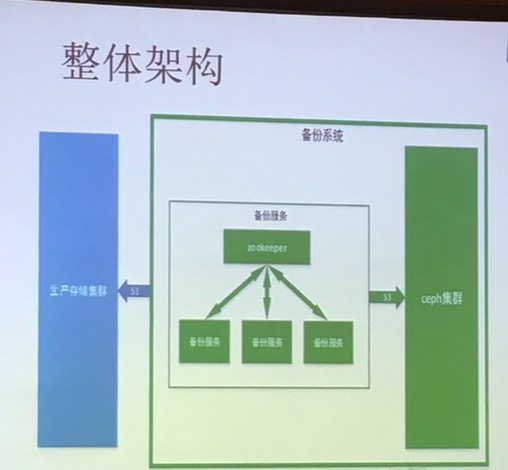 整体架构
备份系统
备份服务
zookeeper
生产存储集群
S3
S3
ceph集群
备份服务
备份服务
备份服务